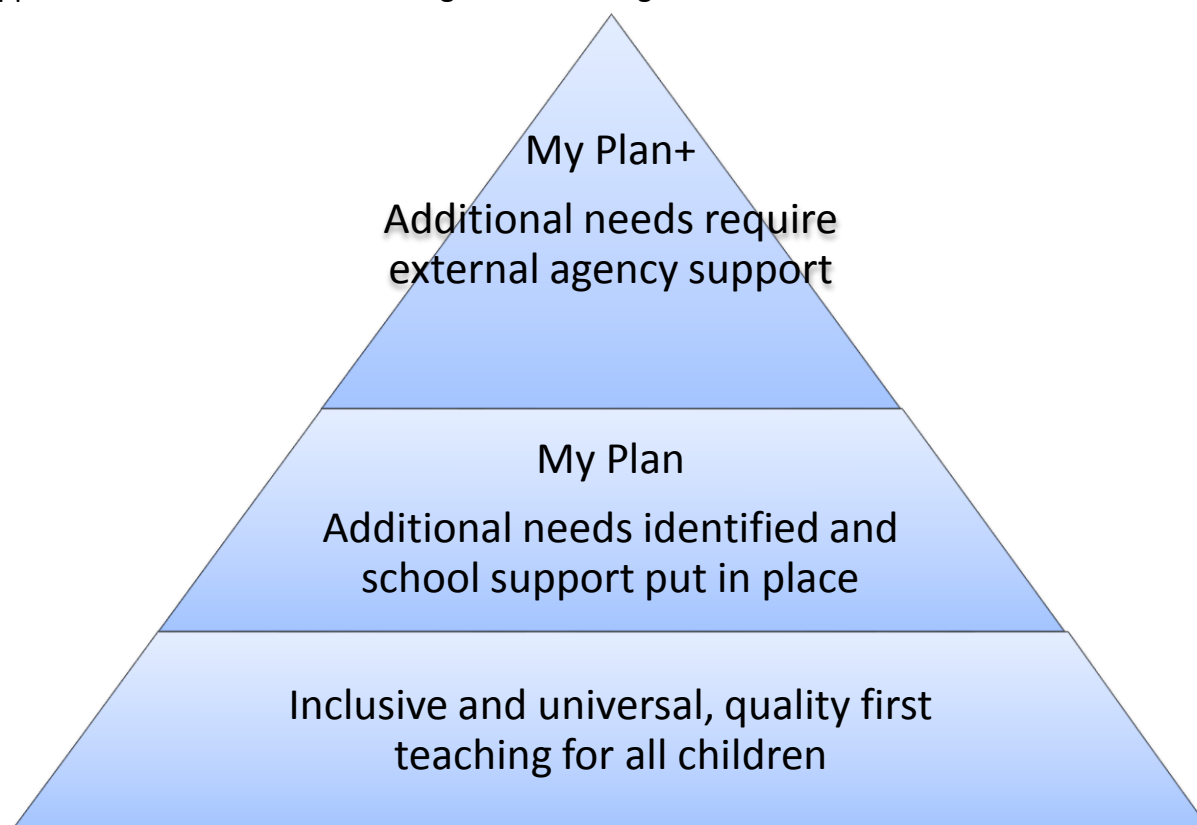 My Plan+
Additional needs require
external agency support
My Plan
Additional needs identified and
school support put in place
Inclusive and universal, quality first
teaching for all children